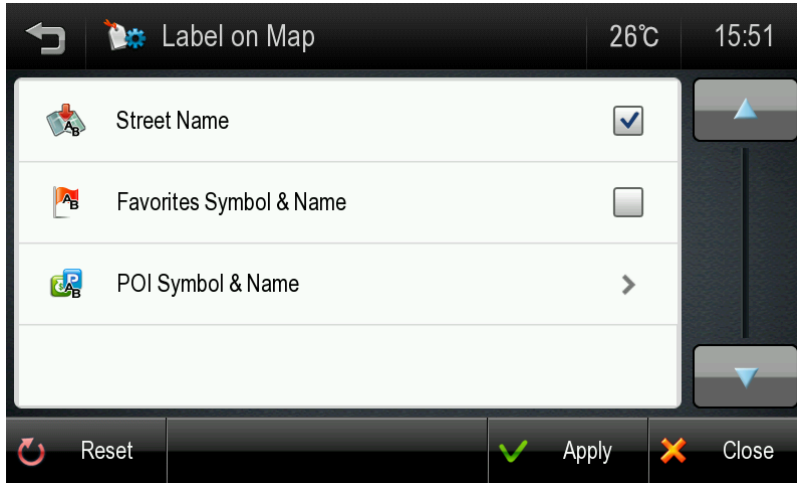 Label on Map 26°C 15:51
Street Name
Favorites Symbol & Name
POI Symbol & Name
Reset Apply Close